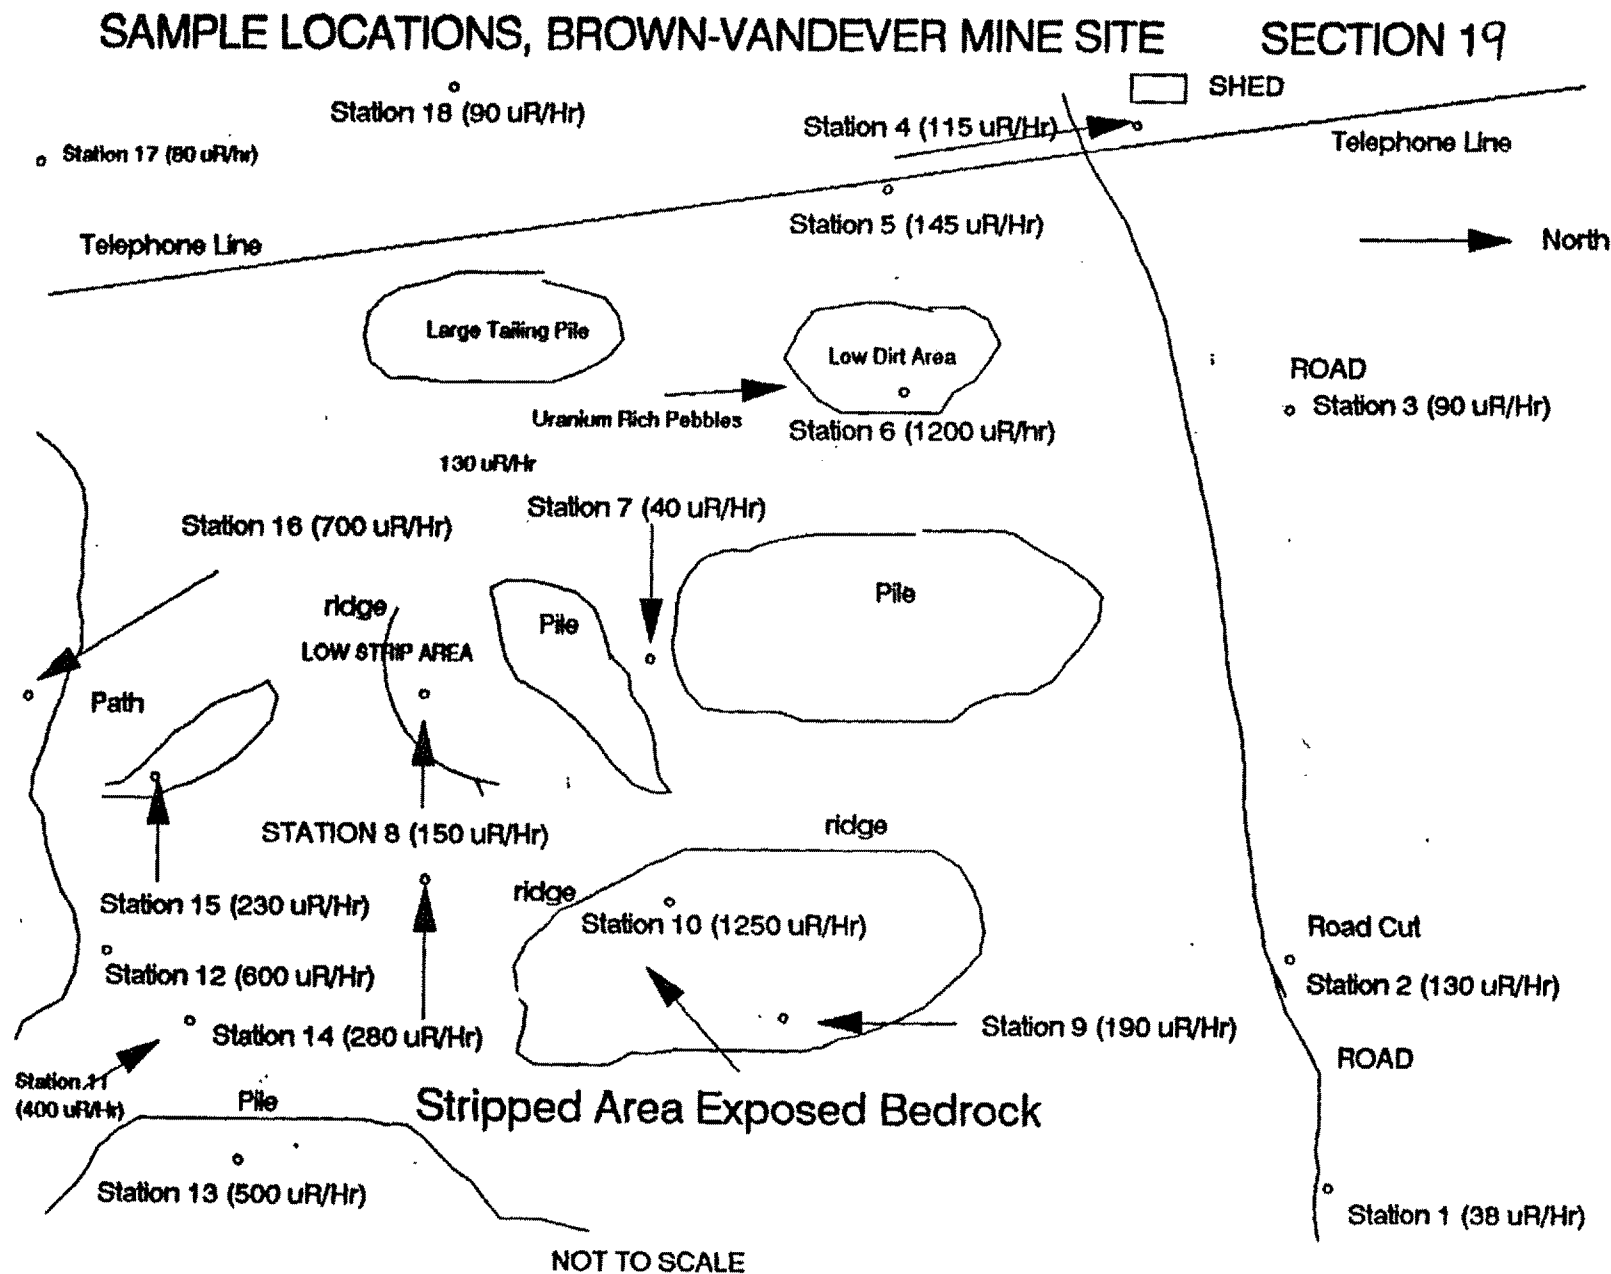 SAMPLE LOCATIONS, BROWN-VANDEVER MINE SITE SECTION 19
SHED
Station 18 (90 uR/Hr)
Station 4 (115 uR/Hr)
Telephone Line
Station 17 (80 uR/hr)
Station 5 (145 uR/Hr)
Telephone Line
North
Large Tailing Pile
Low Dirt Area
ROAD
Station 3 (90 uR/Hr)
Uranium Rich Pebbles
Station 6 (1200 uR/hr)
130 uR/Hr
Station 7 (40 uR/Hr)
Station 16 (700 uR/Hr)
Pile
ridge
Pile
LOW STRIP AREA
Path
ridge
STATION 8 (150 uR/Hr)
ridge
Station 15 (230 uR/Hr)
Station 10 (1250 uR/Hr)
Road Cut
Station 12 (600 uR/Hr)
Station 2 (130 uR/Hr)
Station 14 (280 uR/Hr)
Station 9 (190 uR/Hr)
ROAD
Station 11
(400 uR/Hr)
Pile
Stripped Area Exposed Bedrock
Station 13 (500 uR/Hr)
Station 1 (38 uR/Hr)
NOT TO SCALE